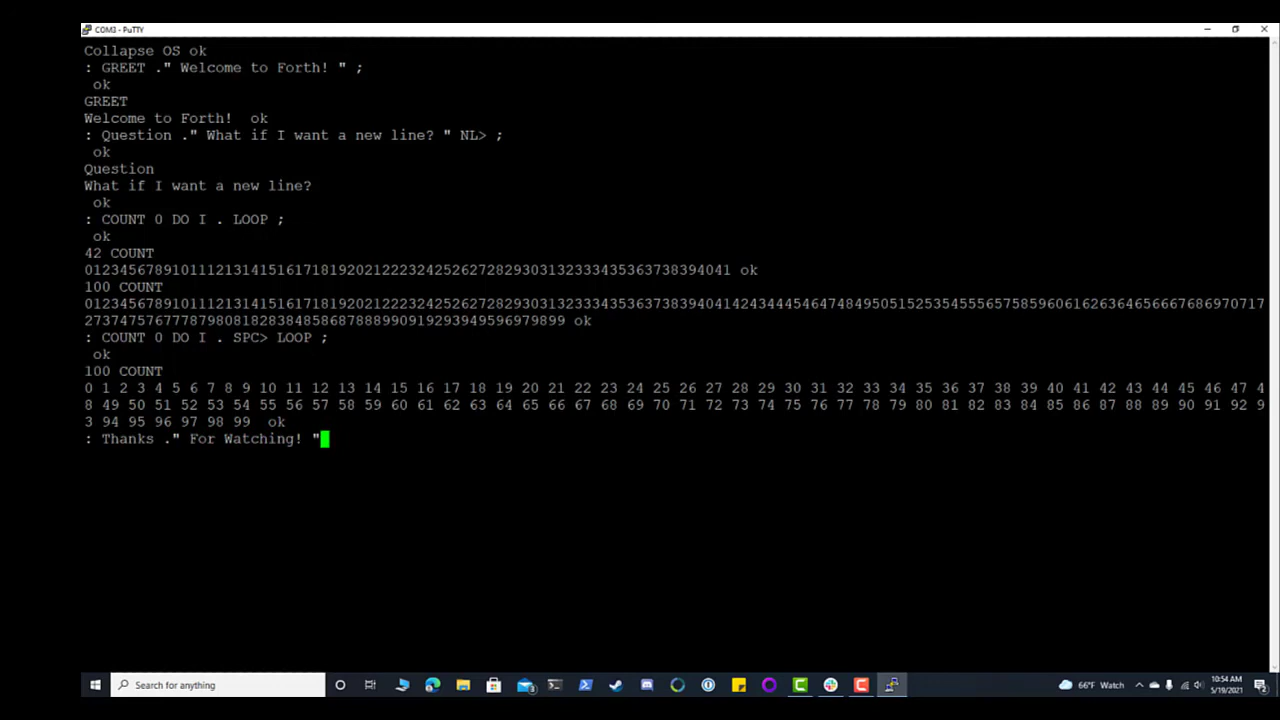 COM3 - PuTTY
Collapse OS ok
: GREET ." Welcome to Forth! " ;
ok
GREET
Welcome to Forth!  ok
: Question ." What if I want a new line? " NL> ;
ok
Question
What if I want a new line?
ok
: COUNT 0 DO I . LOOP ;
ok
42 COUNT
01234567891011121314151617181920212223242526272829303132333435363738394041 ok
100 COUNT
01234567891011121314151617181920212223242526272829303132333435363738394041424344454647484950515253545556575859606162636465666768697071 7
27374757677787980818283848586878889909192939495969798 99 ok
: COUNT 0 DO I . SPC> LOOP ;
ok
100 COUNT
0 1 2 3 4 5 6 7 8 9 10 11 12 13 14 15 16 17 18 19 20 21 22 23 24 25 26 27 28 29 30 31 32 33 34 35 36 37 38 39 40 41 42 43 44 45 46 47 4
8 49 50 51 52 53 54 55 56 57 58 59 60 61 62 63 64 65 66 67 68 69 70 71 72 73 74 75 76 77 78 79 80 81 82 83 84 85 86 87 88 89 90 91 92 9
3 94 95 96 97 98 99  ok
: Thanks ." For Watching! "
Search for anything
66°F Watch
10:54 AM
5/19/2021